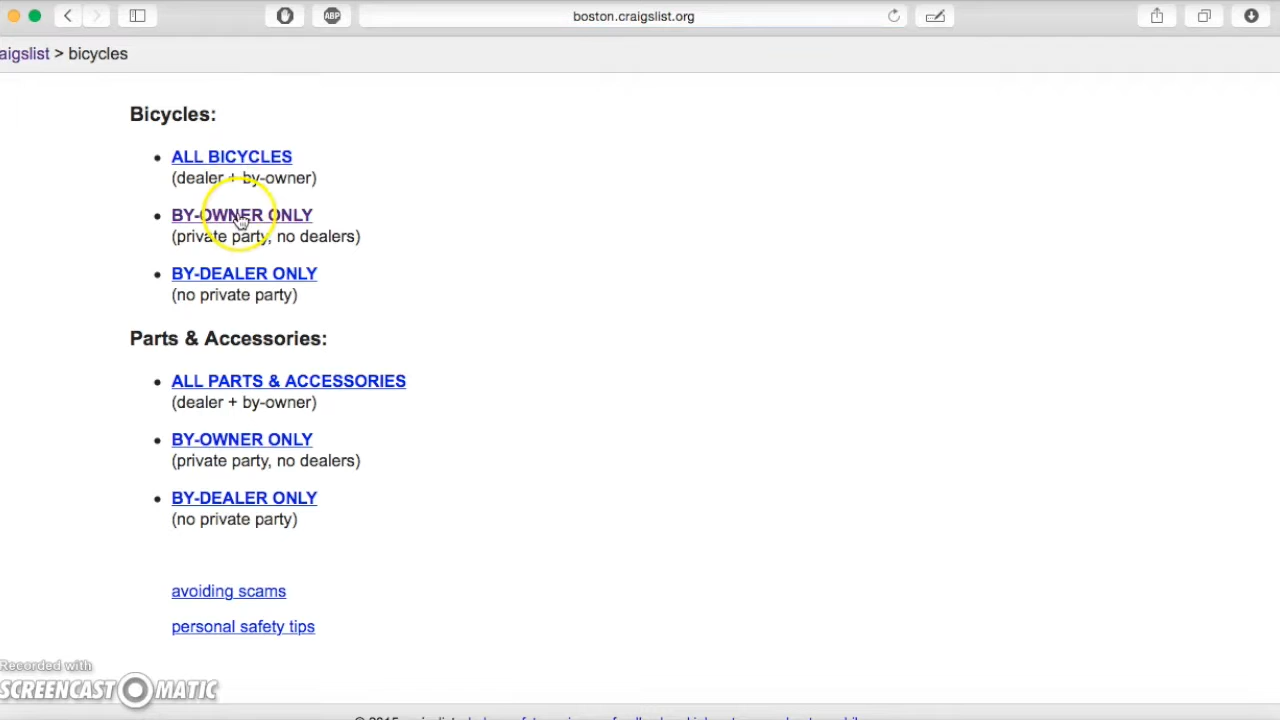 ABP
boston.craigslist.org
aigslist > bicycles
Bicycles:
ALL BICYCLES
(dealer + by-owner)
BY-OWNER ONLY
(private party, no dealers)
BY-DEALER ONLY
(no private party)
Parts & Accessories:
ALL PARTS & ACCESSORIES
(dealer + by-owner)
BY-OWNER ONLY
(private party, no dealers)
BY-DEALER ONLY
(no private party)
avoiding scams
personal safety tips
Recorded with
SCREENCAST MATIC
© 2015